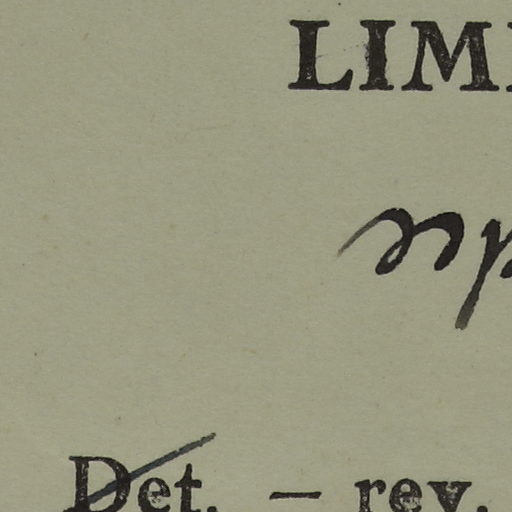 LIM
Det. — rev.